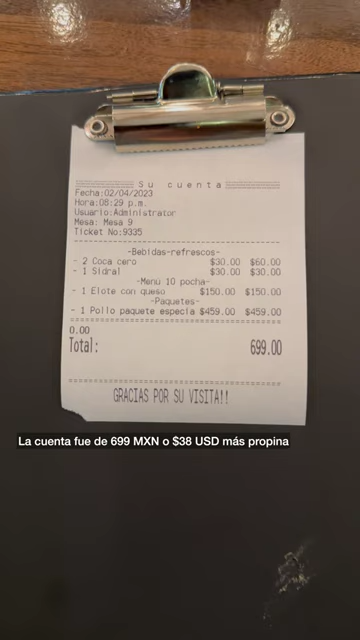 Su cuenta
Fecha:02/04/2023
Hora:08:29 p.m.
Usuario:Administrator
Mesa: Mesa 9
Ticket No:9335
-Bebidas-refrescos-
- 2 Coca cero $30.00 $60.00
- 1 Sidral $30.00 $30.00
-Menu 10 pocha-
- 1 Elote con queso $150.00 $150.00
-Paquetes-
- 1 Pollo paquete especia $459.00 $459.00
0.00
Total: 699.00
GRACIAS POR SU VISITA!!
La cuenta fue de 699 MXN o $38 USD más propina